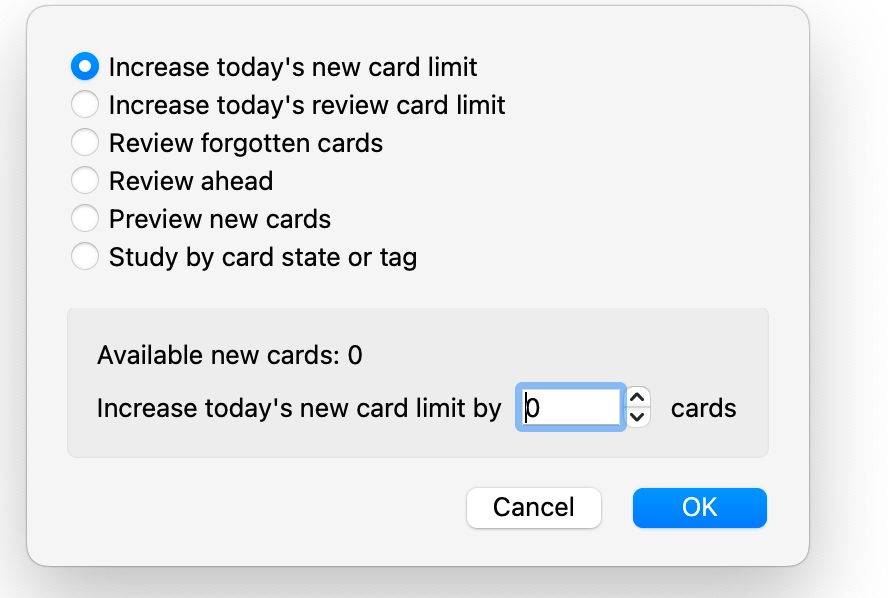 Increase today's new card limit
Increase today's review card limit
Review forgotten cards
Review ahead
Preview new cards
Study by card state or tag
Available new cards: 0
Increase today's new card limit by 0 cards
Cancel OK